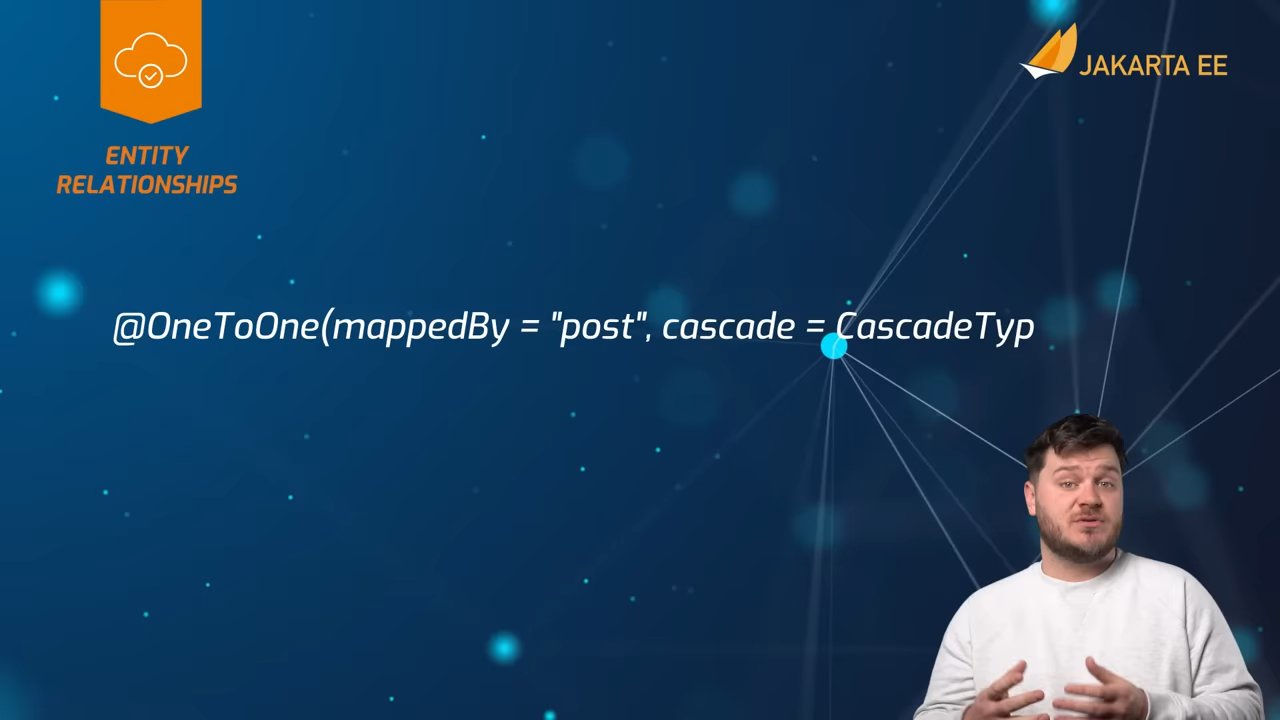 JAKARTA EE
ENTITY
RELATIONSHIPS
@OneToOne(mappedBy = "post", cascade = CascadeTyp